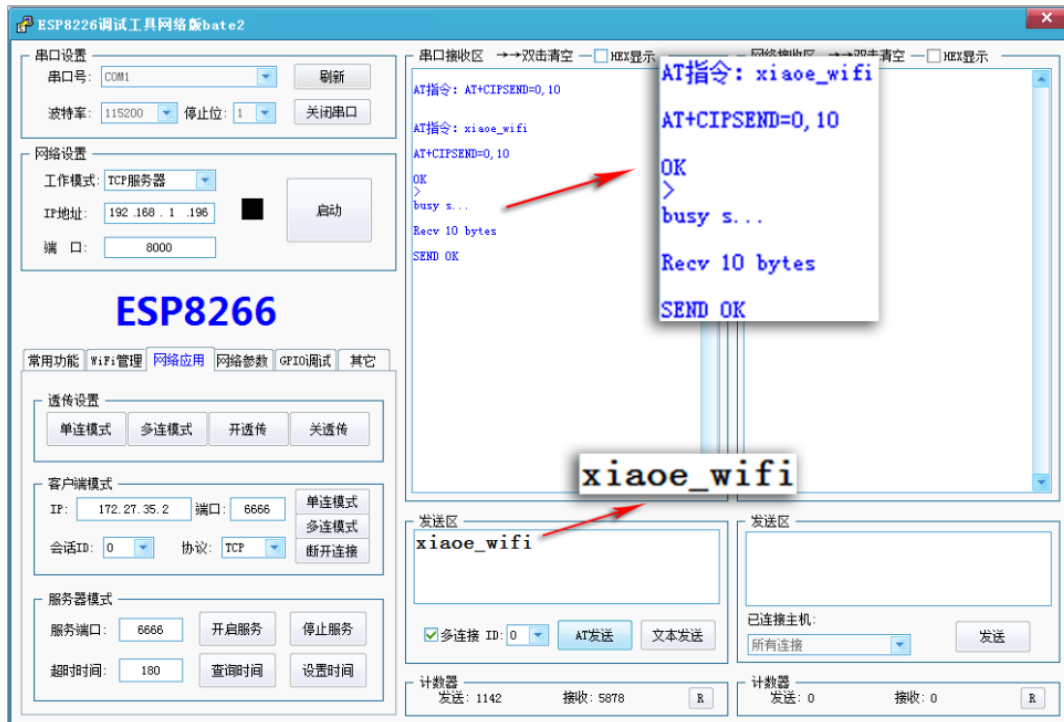 ESP8226调试工具网络版bate2
串口设置
串口号: COM1 刷新
波特率: 115200 停止位: 1 关闭串口
网络设置
工作模式: TCP服务器
IP地址: 192 .168 . 1 .196 启动
端 口: 8000
ESP8266
常用功能 WiFi管理 网络应用 网络参数 GPIO调试 其它
透传设置
单连模式 多连模式 开透传 关透传
客户端模式
IP: 172.27.35.2 端口: 6666 单连模式
多连模式
会话ID: 0 协议: TCP 断开连接
服务器模式
服务端口: 6666 开启服务 停止服务
超时时间: 180 查询时间 设置时间
串口接收区 →→双击清空 HEX显示
AT指令: AT+CIPSEND=0,10
AT指令: xiaoe_wifi
AT+CIPSEND=0,10
OK
>
busy s...
Recv 10 bytes
SEND OK
网络接收区 →→双击清空 HEX显示
AT指令: xiaoe_wifi
AT+CIPSEND=0,10
OK
>
busy s...
Recv 10 bytes
SEND OK
xiaoe_wifi
发送区
xiaoe_wifi
多连接 ID: 0 AT发送 文本发送
计数器
发送: 1142 接收: 5878 R
发送区
已连接主机:
所有连接 发送
计数器
发送: 0 接收: 0 R